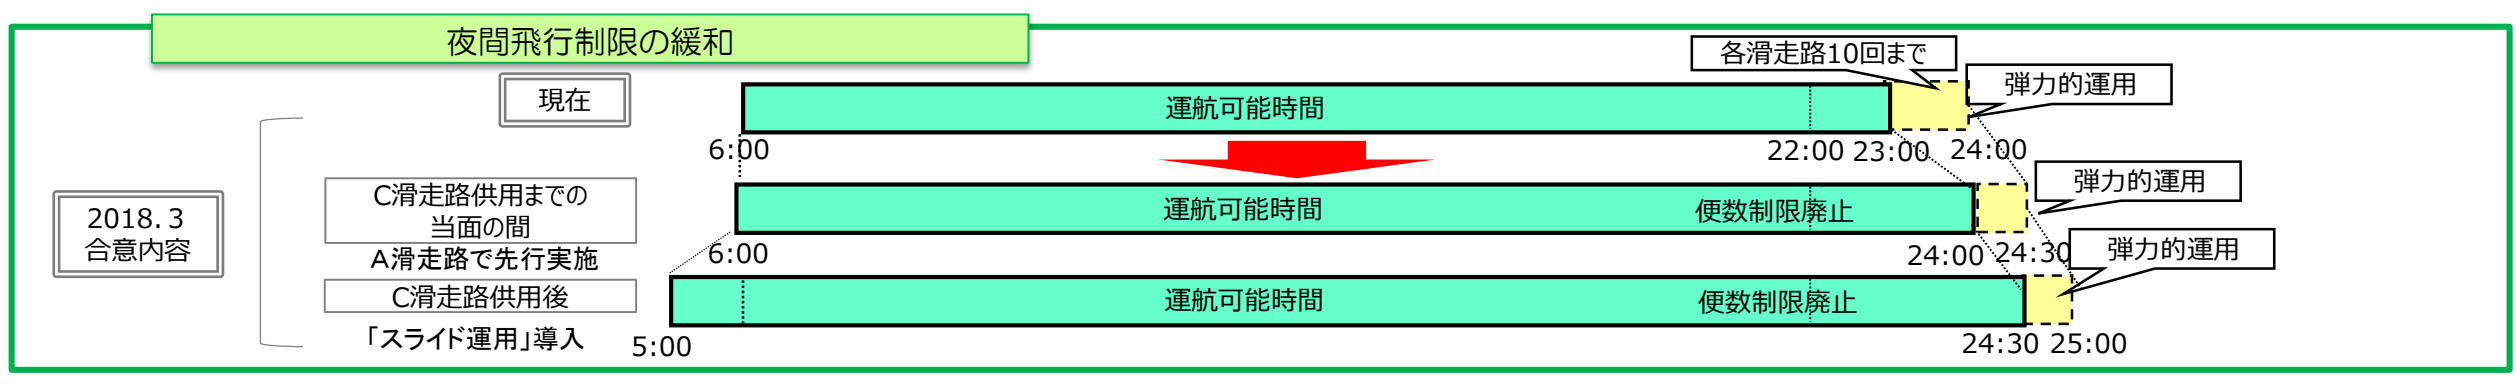 夜間飛行制限の緩和
各滑走路10回まで
弾力的運用
現在
運航可能時間
6:00
22:00
23:00
24:00
2018.3
合意内容
C滑走路供用までの
当面の間
A滑走路で先行実施
運航可能時間
便数制限廃止
弾力的運用
6:00
24:00
24:30
弾力的運用
C滑走路供用後
「スライド運用」導入
運航可能時間
便数制限廃止
5:00
24:30
25:00